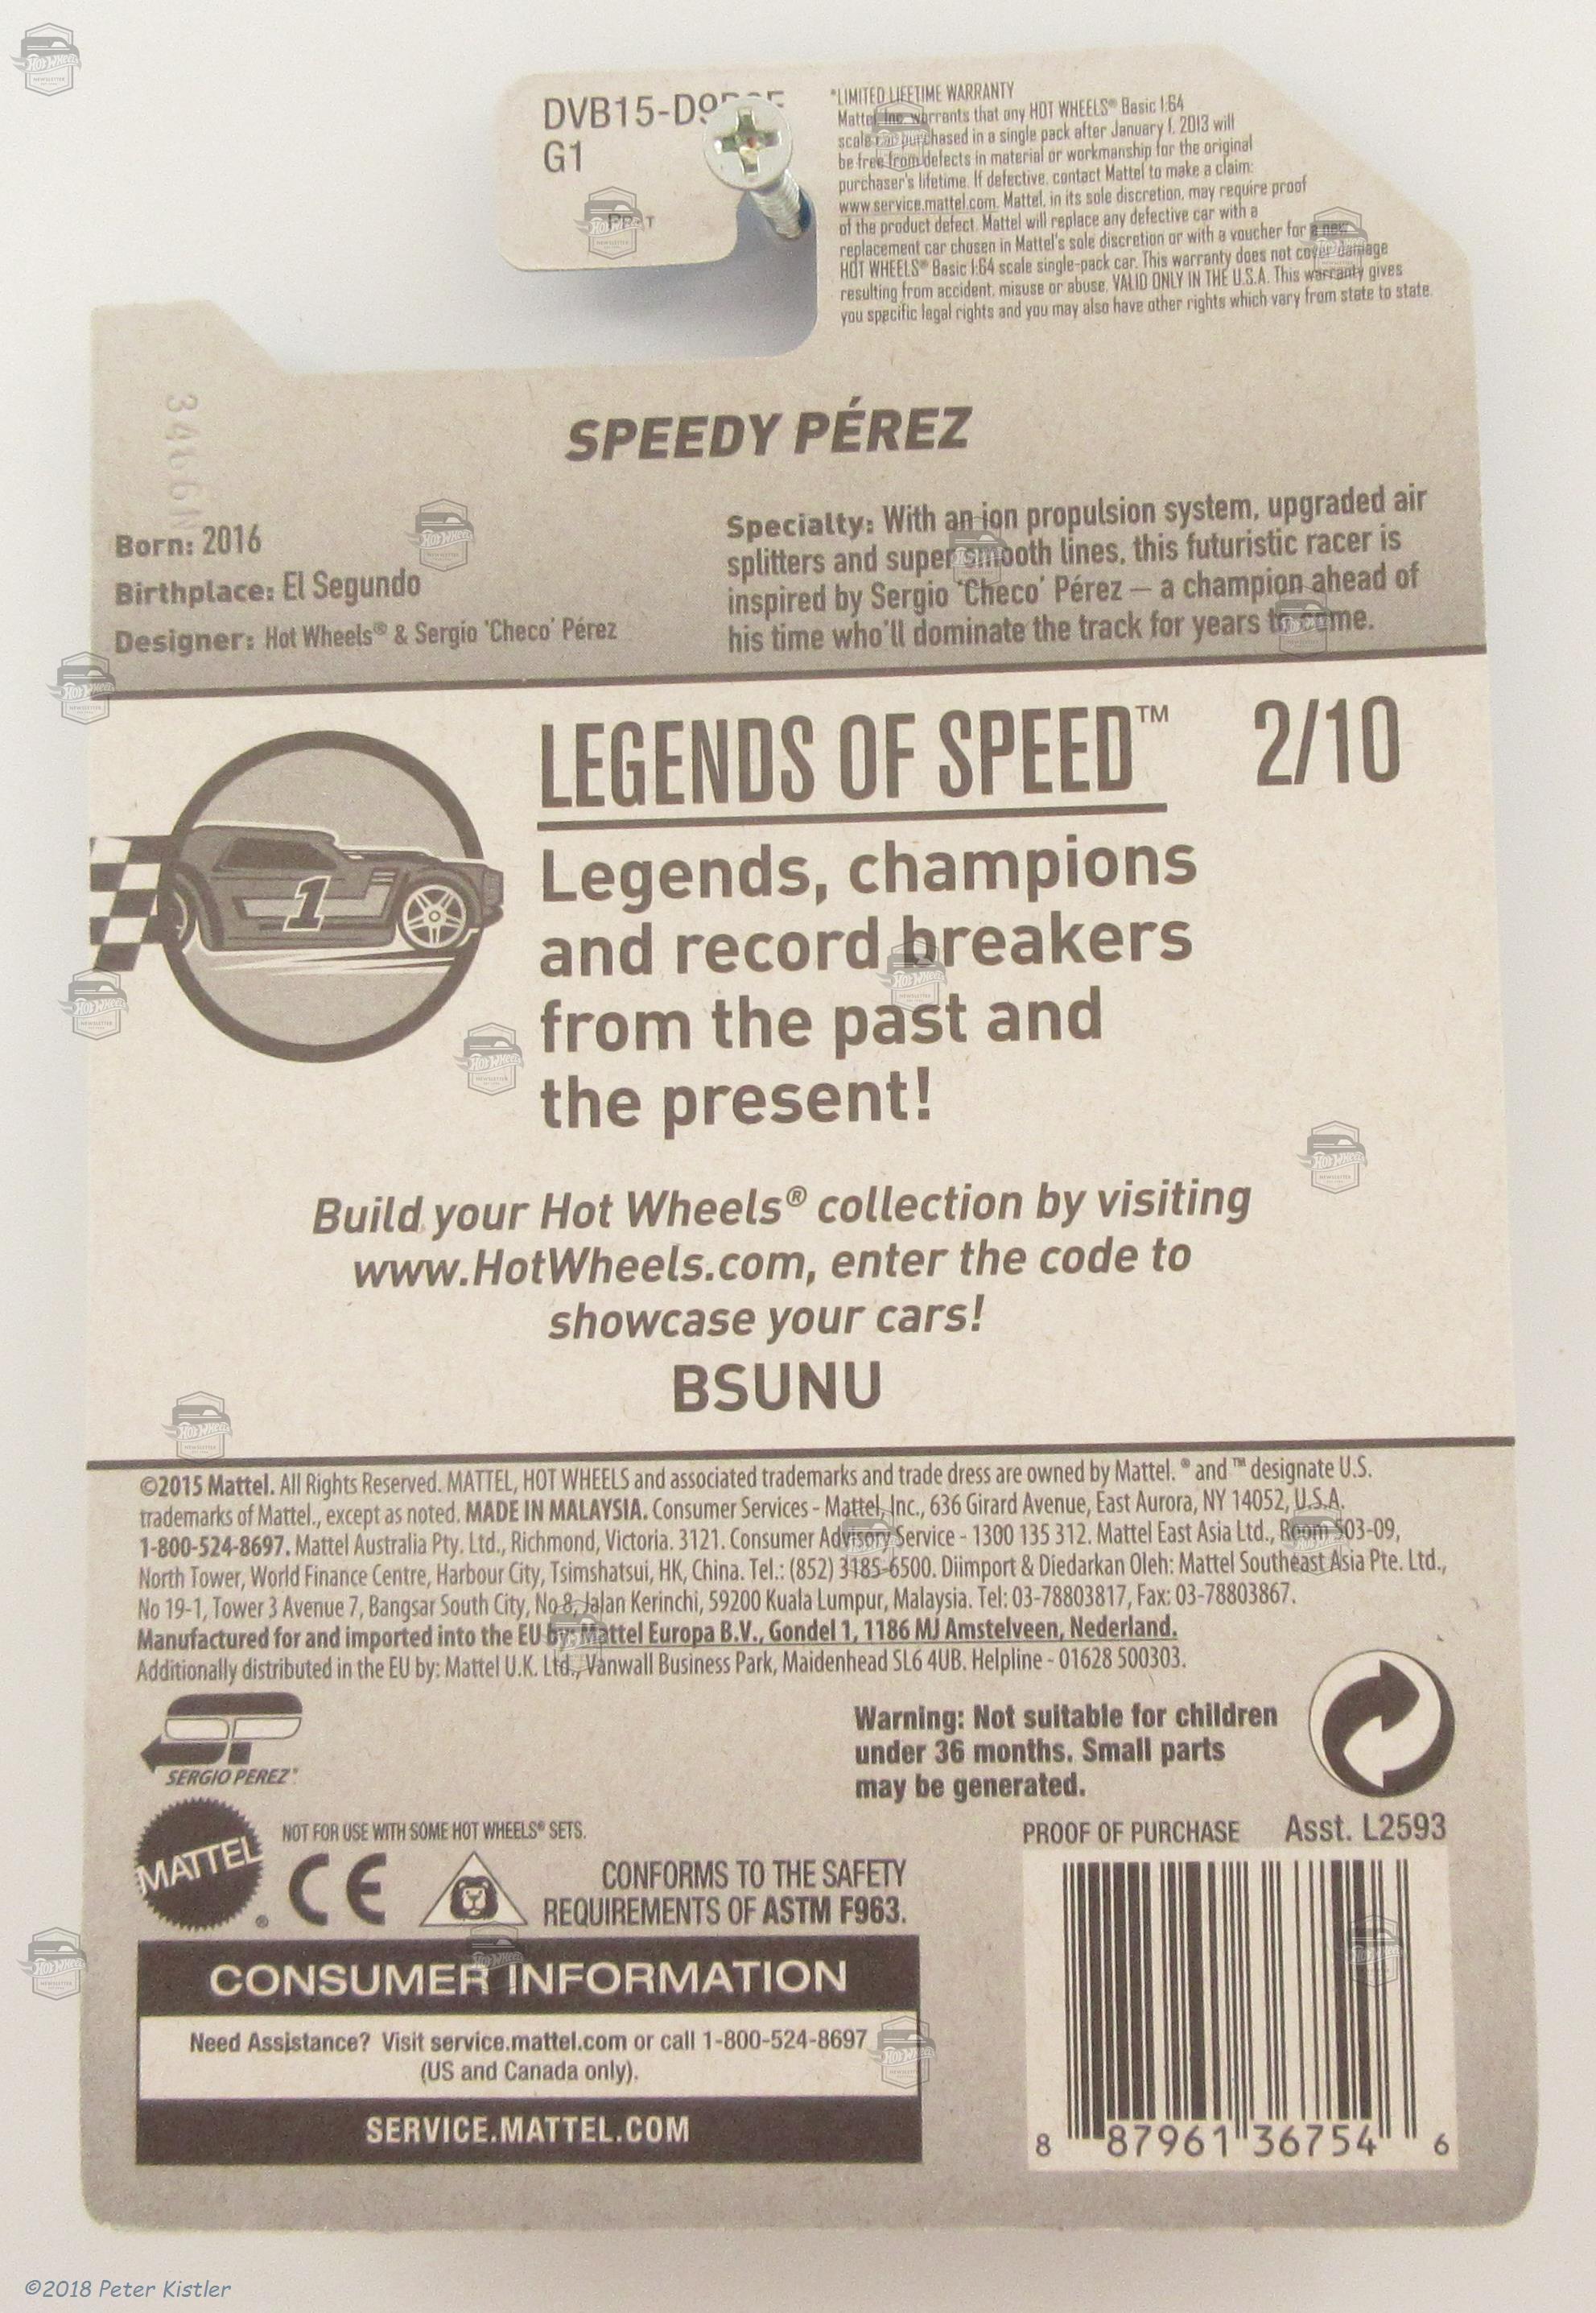 DVB15-
G1
*LIMITED LIFETIME WARRANTY
Mattel, Inc. warrants that any HOT WHEELS® Basic 1:64
scale car purchased in a single pack after January 1, 2013 will
be free from defects in material or workmanship for the original
purchaser's lifetime. If defective, contact Mattel to make a claim:
www.service.mattel.com. Mattel, in its sole discretion, may require proof
of the product defect. Mattel will replace any defective car with a
replacement car chosen in Mattel's sole discretion or with a voucher for a new
HOT WHEELS® Basic 1:64 scale single-pack car. This warranty does not cover damage
resulting from accident, misuse or abuse. VALID ONLY IN THE U.S.A. This warranty gives
you specific legal rights and you may also have other rights which vary from state to state.
SPEEDY PÉREZ
Born: 2016
Birthplace: El Segundo
Designer: Hot Wheels® & Sergio 'Checo' Pérez
Specialty: With an ion propulsion system, upgraded air
splitters and super smooth lines, this futuristic racer is
inspired by Sergio 'Checo' Pérez – a champion ahead of
his time who'll dominate the track for years to come.
LEGENDS OF SPEED™ 2/10
1
Legends, champions
and record breakers
from the past and
the present!
Build your Hot Wheels® collection by visiting
www.HotWheels.com, enter the code to
showcase your cars!
BSUNU
©2015 Mattel. All Rights Reserved. MATTEL, HOT WHEELS and associated trademarks and trade dress are owned by Mattel. ® and ™ designate U.S.
trademarks of Mattel., except as noted. MADE IN MALAYSIA. Consumer Services - Mattel, Inc., 636 Girard Avenue, East Aurora, NY 14052, U.S.A.
1-800-524-8697. Mattel Australia Pty. Ltd., Richmond, Victoria. 3121. Consumer Advisory Service - 1300 135 312. Mattel East Asia Ltd., Room 503-09,
North Tower, World Finance Centre, Harbour City, Tsimshatsui, HK, China. Tel.: (852) 3185-6500. Diimport & Diedarkan Oleh: Mattel Southeast Asia Pte. Ltd.,
No 19-1, Tower 3 Avenue 7, Bangsar South City, No 8, Jalan Kerinchi, 59200 Kuala Lumpur, Malaysia. Tel: 03-78803817, Fax: 03-78803867.
Manufactured for and imported into the EU by: Mattel Europa B.V., Gondel 1, 1186 MJ Amstelveen, Nederland.
Additionally distributed in the EU by: Mattel U.K. Ltd., Vanwall Business Park, Maidenhead SL6 4UB. Helpline - 01628 500303.
SP
SERGIO PEREZ®
Warning: Not suitable for children
under 36 months. Small parts
may be generated.
MATTEL®
NOT FOR USE WITH SOME HOT WHEELS® SETS.
CE
CONFORMS TO THE SAFETY
REQUIREMENTS OF ASTM F963.
PROOF OF PURCHASE Asst. L2593
CONSUMER INFORMATION
Need Assistance? Visit service.mattel.com or call 1-800-524-8697
(US and Canada only).
SERVICE.MATTEL.COM
8 87961 36754 6
©2018 Peter Kistler